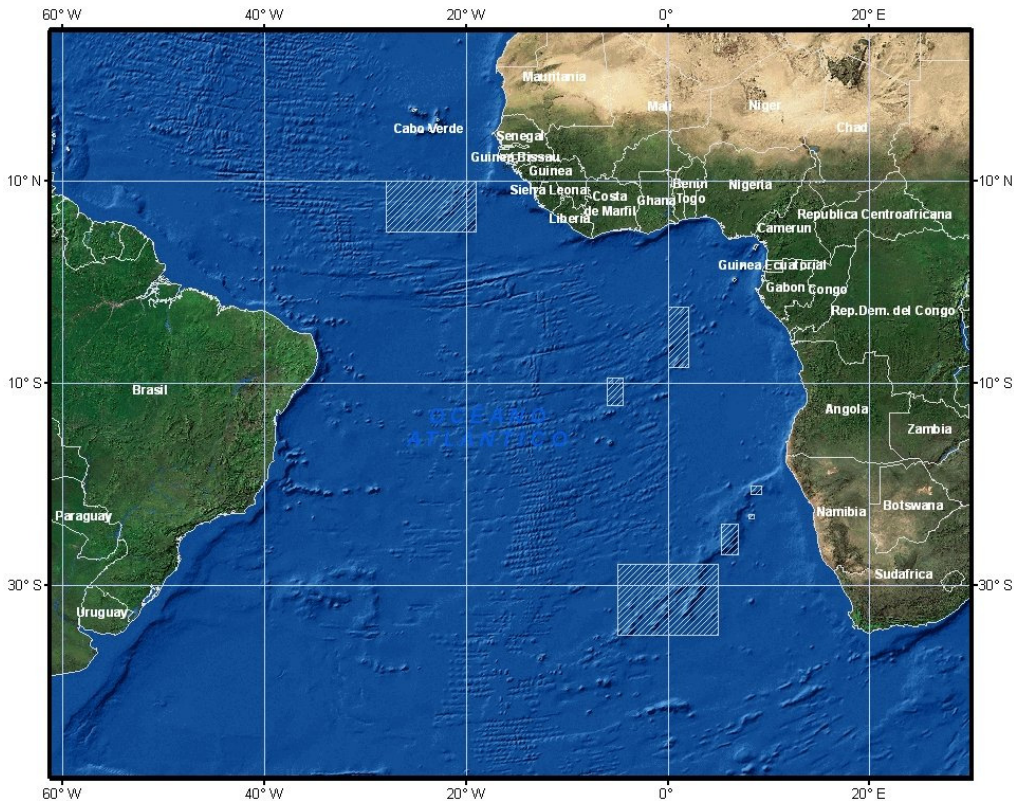 60° W 40° W 20° W 0° 20° E
Mauritania
Mali
Niger
Chad
Cabo Verde
Senegal
Guinea Bissau
Guinea
Sierra Leona
Liberia
Costa
de Marfil
Ghana
Benin
Togo
Nigeria
Republica Centroafricana
Camerun
10° N 10° N
Guinea Ecuatorial
Gabon
Congo
Rep.Dem. del Congo
10° S 10° S
Brasil
OCEANO
ATLANTICO
Angola
Zambia
Paraguay
Namibia
Botswana
Sudafrica
30° S 30° S
Uruguay
60° W 40° W 20° W 0° 20° E